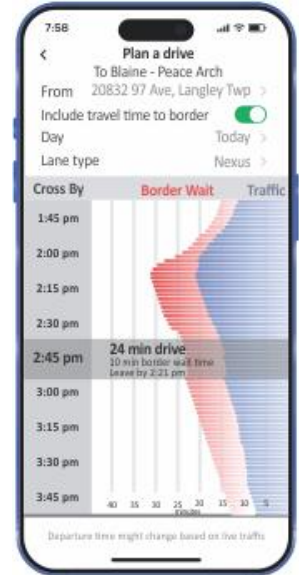 7:58
Plan a drive
To Blaine - Peace Arch
From 20832 97 Ave, Langley Twp >
Include travel time to border
Day Today >
Lane type Nexus >
Cross By Border Wait Traffic
1:45 pm
2:00 pm
2:15 pm
2:30 pm
2:45 pm 24 min drive
10 min border wait time
Leave by 2:21 pm
3:00 pm
3:15 pm
3:30 pm
3:45 pm
40 35 30 25 20 15 10 5
minutes
Departure time might change based on live traffic